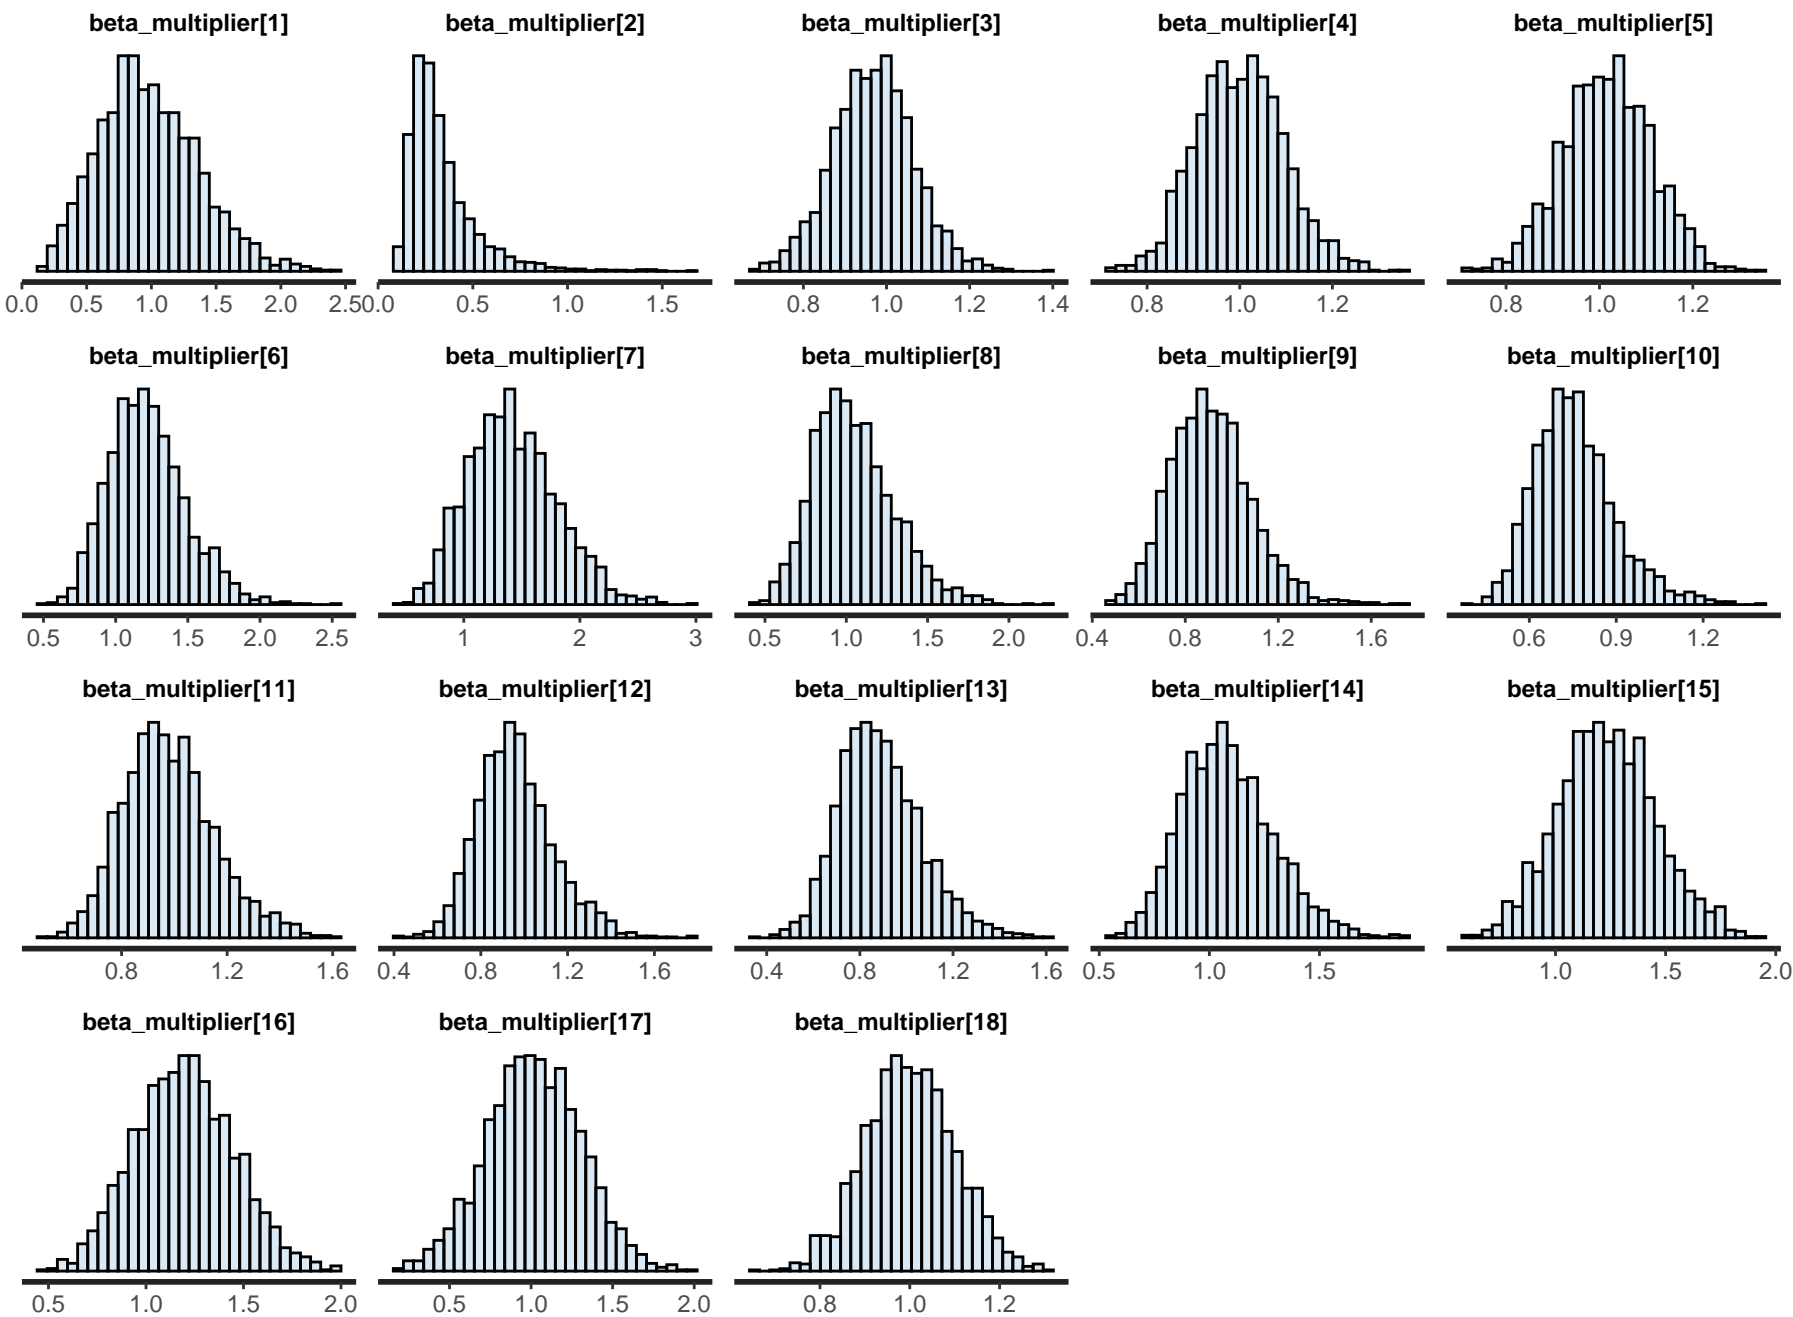 beta_multiplier[1] beta_multiplier[2] beta_multiplier[3] beta_multiplier[4] beta_multiplier[5]
0.0 0.5 1.0 1.5 2.0 2.5 0.0 0.5 1.0 1.5 0.8 1.0 1.2 1.4 0.8 1.0 1.2 0.8 1.0 1.2
beta_multiplier[6] beta_multiplier[7] beta_multiplier[8] beta_multiplier[9] beta_multiplier[10]
0.5 1.0 1.5 2.0 2.5 1 2 3 0.5 1.0 1.5 2.0 0.4 0.8 1.2 1.6 0.6 0.9 1.2
beta_multiplier[11] beta_multiplier[12] beta_multiplier[13] beta_multiplier[14] beta_multiplier[15]
0.8 1.2 1.6 0.4 0.8 1.2 1.6 0.4 0.8 1.2 1.6 0.5 1.0 1.5 1.0 1.5 2.0
beta_multiplier[16] beta_multiplier[17] beta_multiplier[18]
0.5 1.0 1.5 2.0 0.5 1.0 1.5 2.0 0.8 1.0 1.2